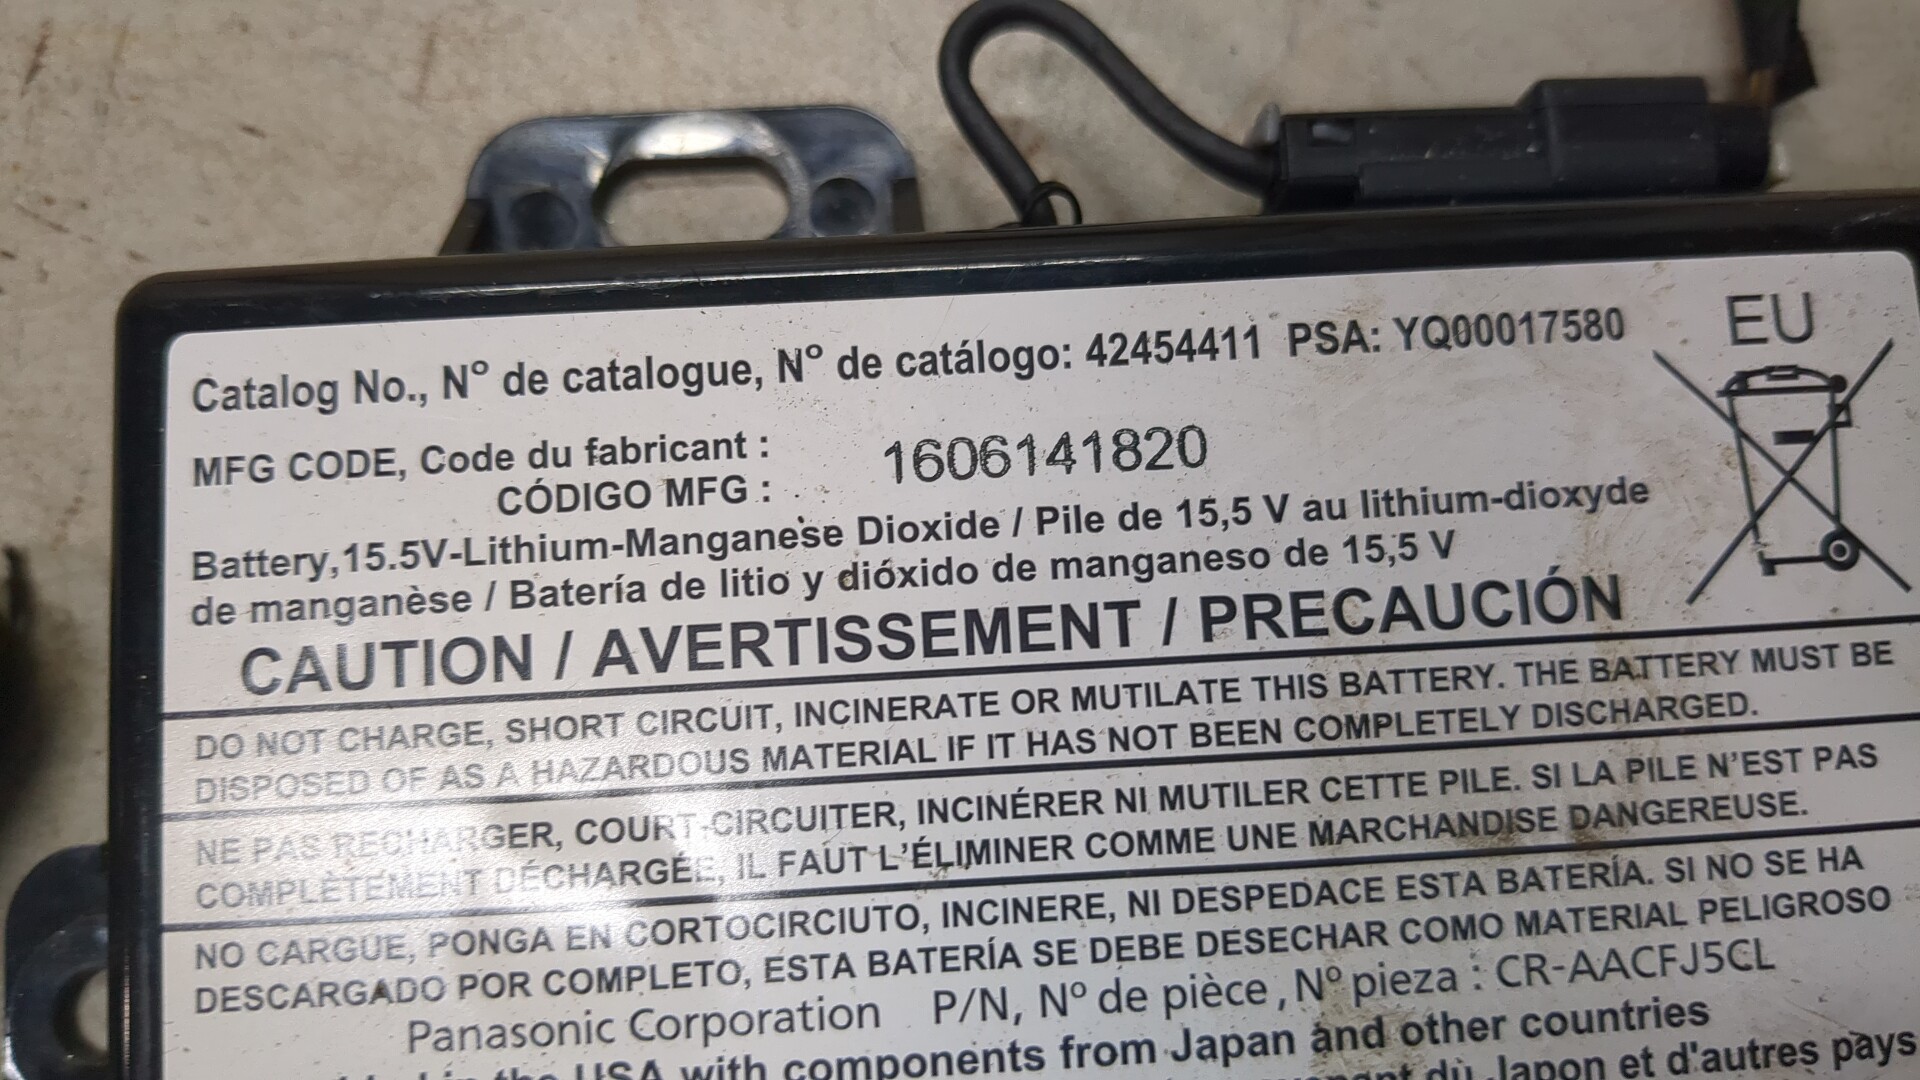 Catalog No., N° de catalogue, N° de catálogo: 42454411 PSA: YQ00017580
EU
MFG CODE, Code du fabricant :
CÓDIGO MFG :
1606141820
Battery,15.5V-Lithium-Manganese Dioxide / Pile de 15,5 V au lithium-dioxyde
de manganèse / Batería de litio y dióxido de manganeso de 15,5 V
CAUTION / AVERTISSEMENT / PRECAUCIÓN
DO NOT CHARGE, SHORT CIRCUIT, INCINERATE OR MUTILATE THIS BATTERY. THE BATTERY MUST BE
DISPOSED OF AS A HAZARDOUS MATERIAL IF IT HAS NOT BEEN COMPLETELY DISCHARGED.
NE PAS RECHARGER, COURT-CIRCUITER, INCINÉRER NI MUTILER CETTE PILE. SI LA PILE N'EST PAS
COMPLÈTEMENT DÉCHARGÉE, IL FAUT L'ÉLIMINER COMME UNE MARCHANDISE DANGEREUSE.
NO CARGUE, PONGA EN CORTOCIRCIUTO, INCINERE, NI DESPEDACE ESTA BATERÍA. SI NO SE HA
DESCARGADO POR COMPLETO, ESTA BATERÍA SE DEBE DESECHAR COMO MATERIAL PELIGROSO
Panasonic Corporation P/N, N° de pièce, N° pieza : CR-AACFJ5CL
in the USA with components from Japan and other countries
du Japon et d'autres pays